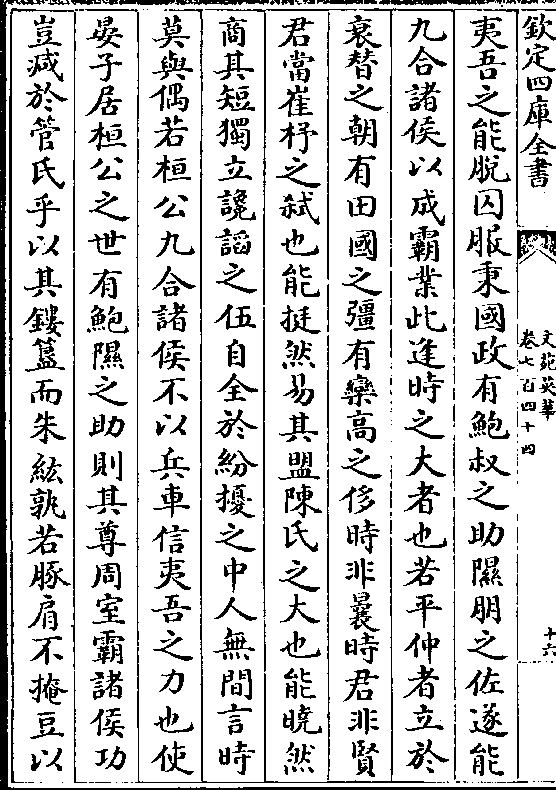 欽定四庫全書
文苑英華
卷七百四十四
十六
夷吾之能脱囚服秉國政有鮑叔之助隰朋之佐遂能
九合諸侯以成霸業此逢時之大者也若平仲者立於
衰替之朝有田國之彊有欒高之侈時非曩時君非賢
君當崔杼之弑也能挺然易其盟陳氏之大也能曉然
商其短獨立讒謟之伍自全於紛擾之中人無間言時
莫與偶若桓公九合諸侯不以兵車信夷吾之力也使
晏子居桓公之世有鮑隰之助則其尊周室霸諸侯功
豈減於管氏乎以其鏤簋而朱紘孰若豚肩不掩豆以